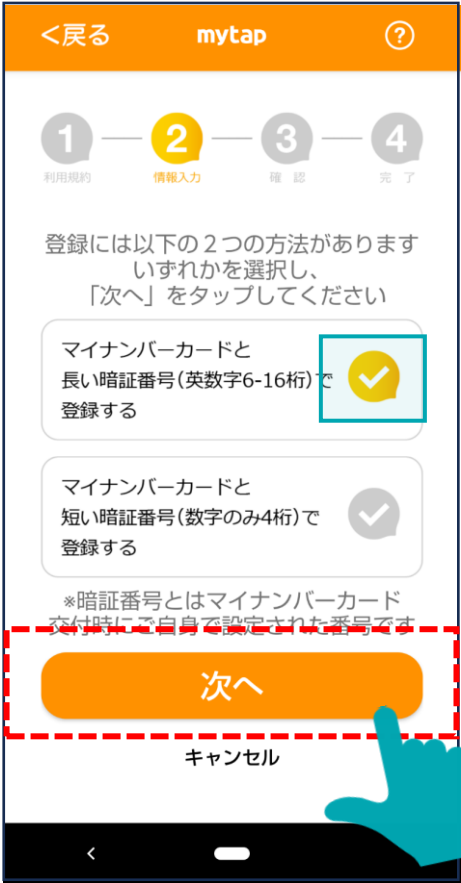 <戻る mytap ?
1 2 3 4
利用規約 情報入力 確 認 完 了
登録には以下の２つの方法があります
いずれかを選択し、
「次へ」をタップしてください
マイナンバーカードと
長い暗証番号(英数字6-16桁)で
登録する
マイナンバーカードと
短い暗証番号(数字のみ4桁)で
登録する
※暗証番号とはマイナンバーカード
交付時にご自身で設定された番号です
次へ
キャンセル